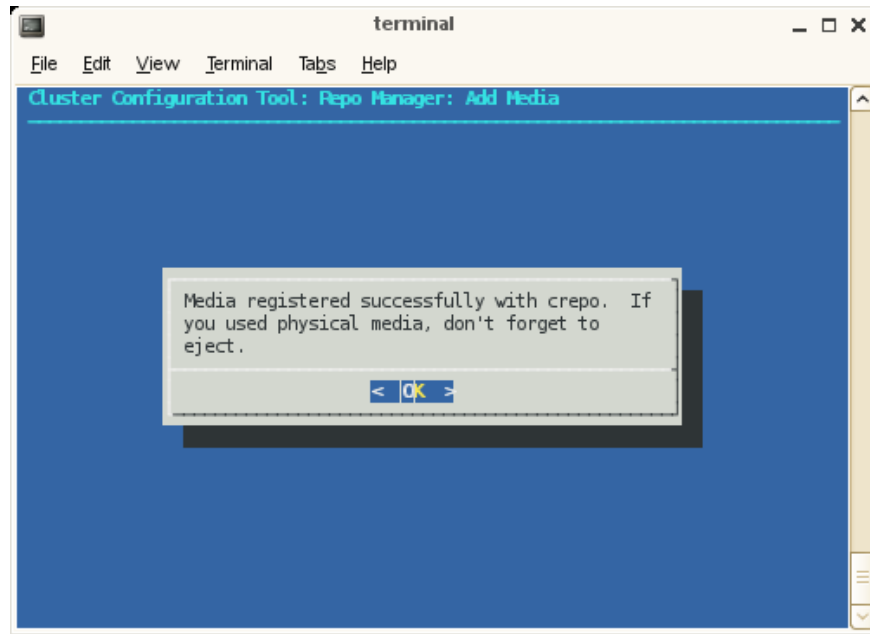 terminal
File Edit View Terminal Tabs Help
Cluster Configuration Tool: Repo Manager: Add Media
Media registered successfully with crepo.  If
you used physical media, don't forget to
eject.
< OK >